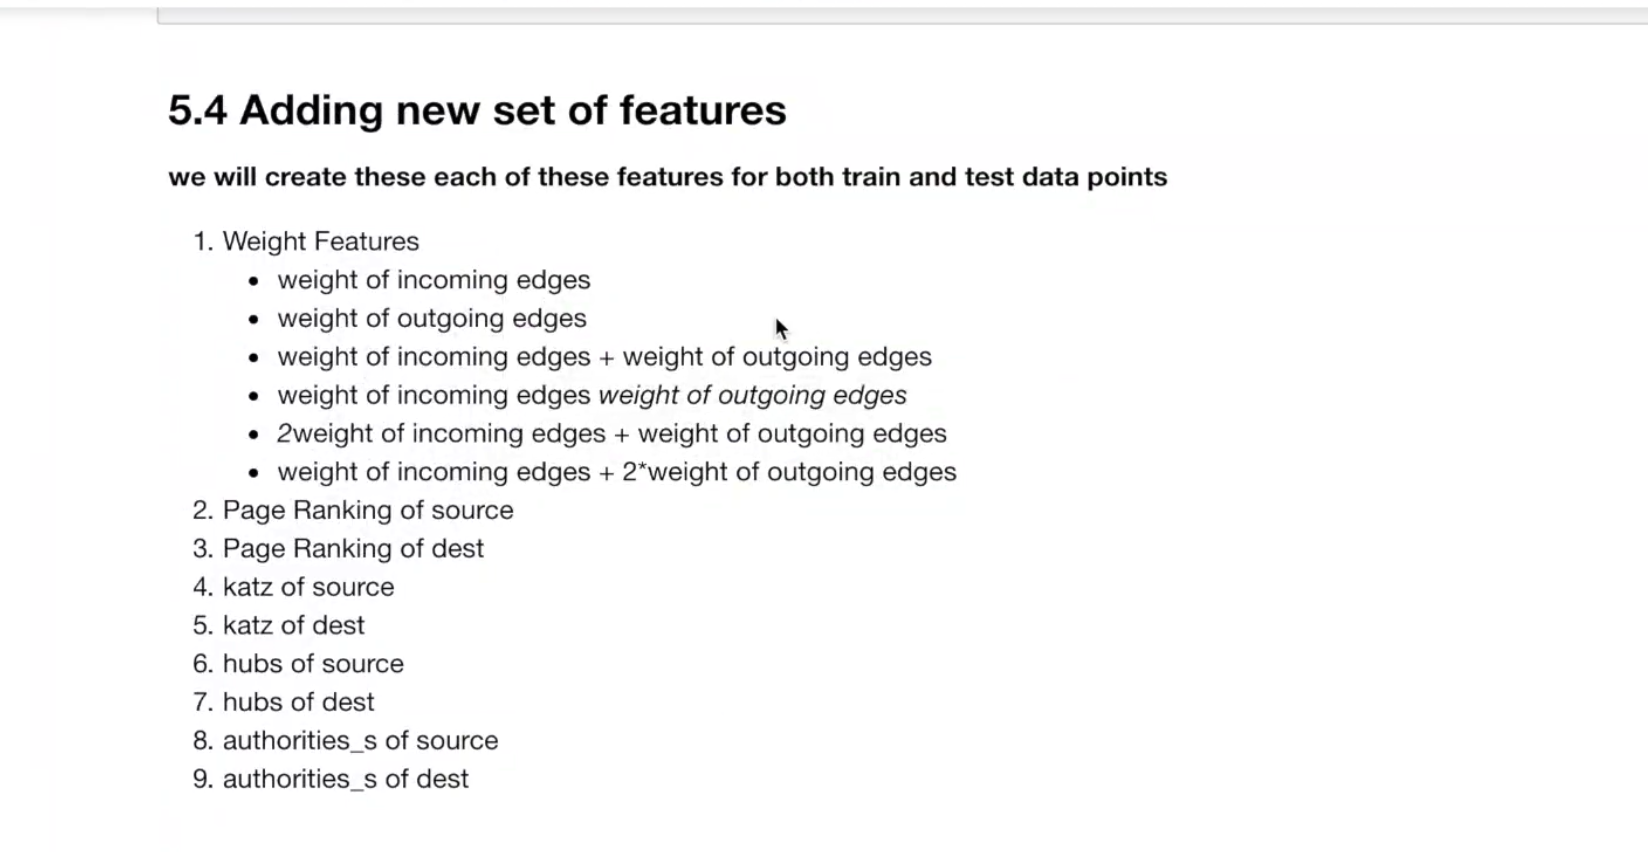 5.4 Adding new set of features
we will create these each of these features for both train and test data points
1. Weight Features
• weight of incoming edges
• weight of outgoing edges
• weight of incoming edges + weight of outgoing edges
• weight of incoming edges weight of outgoing edges
• 2weight of incoming edges + weight of outgoing edges
• weight of incoming edges + 2*weight of outgoing edges
2. Page Ranking of source
3. Page Ranking of dest
4. katz of source
5. katz of dest
6. hubs of source
7. hubs of dest
8. authorities_s of source
9. authorities_s of dest